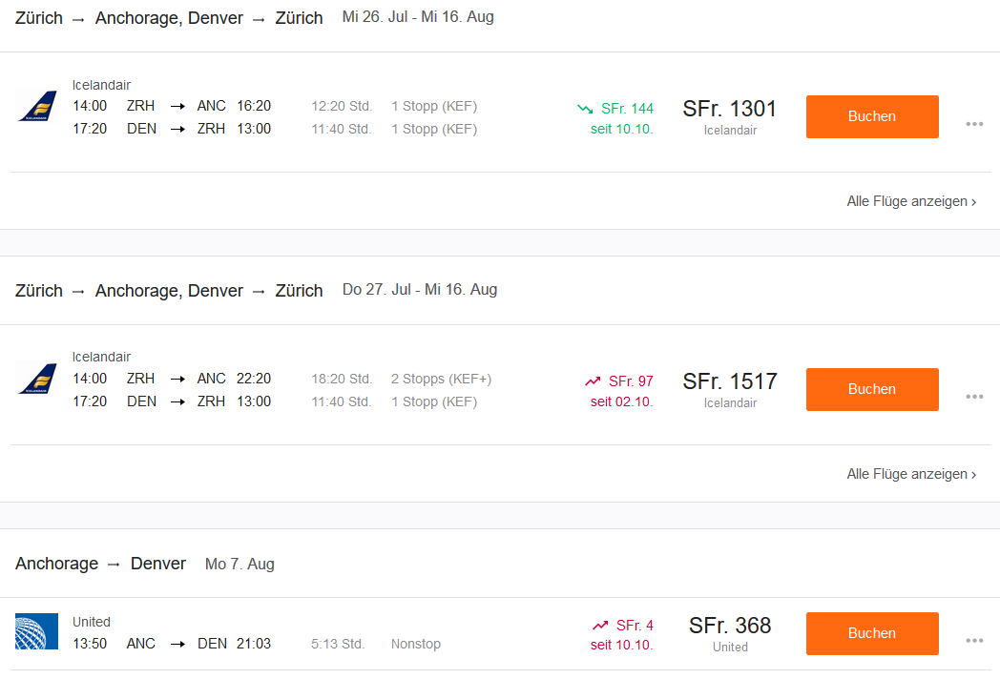 Zürich → Anchorage, Denver → Zürich Mi 26. Jul - Mi 16. Aug
Icelandair
14:00 ZRH → ANC 16:20 12:20 Std. 1 Stopp (KEF)
17:20 DEN → ZRH 13:00 11:40 Std. 1 Stopp (KEF)
SFr. 144
seit 10.10.
SFr. 1301
Icelandair
Buchen
Alle Flüge anzeigen ›
Zürich → Anchorage, Denver → Zürich Do 27. Jul - Mi 16. Aug
Icelandair
14:00 ZRH → ANC 22:20 18:20 Std. 2 Stopps (KEF+)
17:20 DEN → ZRH 13:00 11:40 Std. 1 Stopp (KEF)
SFr. 97
seit 02.10.
SFr. 1517
Icelandair
Buchen
Alle Flüge anzeigen ›
Anchorage → Denver Mo 7. Aug
United
13:50 ANC → DEN 21:03 5:13 Std. Nonstop
SFr. 4
seit 10.10.
SFr. 368
United
Buchen